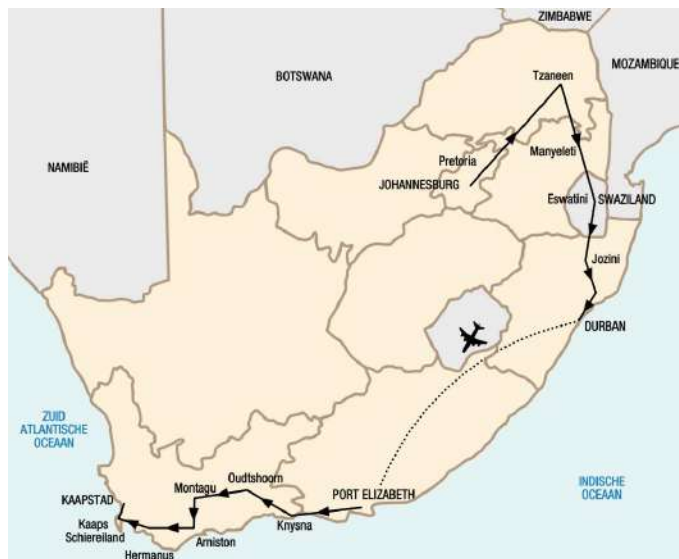 ZIMBABWE
BOTSWANA
MOZAMBIQUE
Tzaneen
NAMIBIË
Pretoria
Manyeleti
JOHANNESBURG
Eswatini
SWAZILAND
Jozini
DURBAN
ZUID
ATLANTISCHE
OCEAAN
Oudtshoorn
Montagu
PORT ELIZABETH
INDISCHE
OCEAAN
KAAPSTAD
Kaaps
Schiereiland
Knysna
Arniston
Hermanus